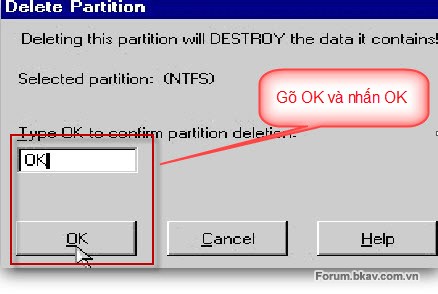 Delete Partition
Deleting this partition will DESTROY the data it contains!
Selected partition: (NTFS)
Gõ OK và nhấn OK
Type OK to confirm partition deletion:
OK
OK Cancel Help
Forum.bkav.com.vn